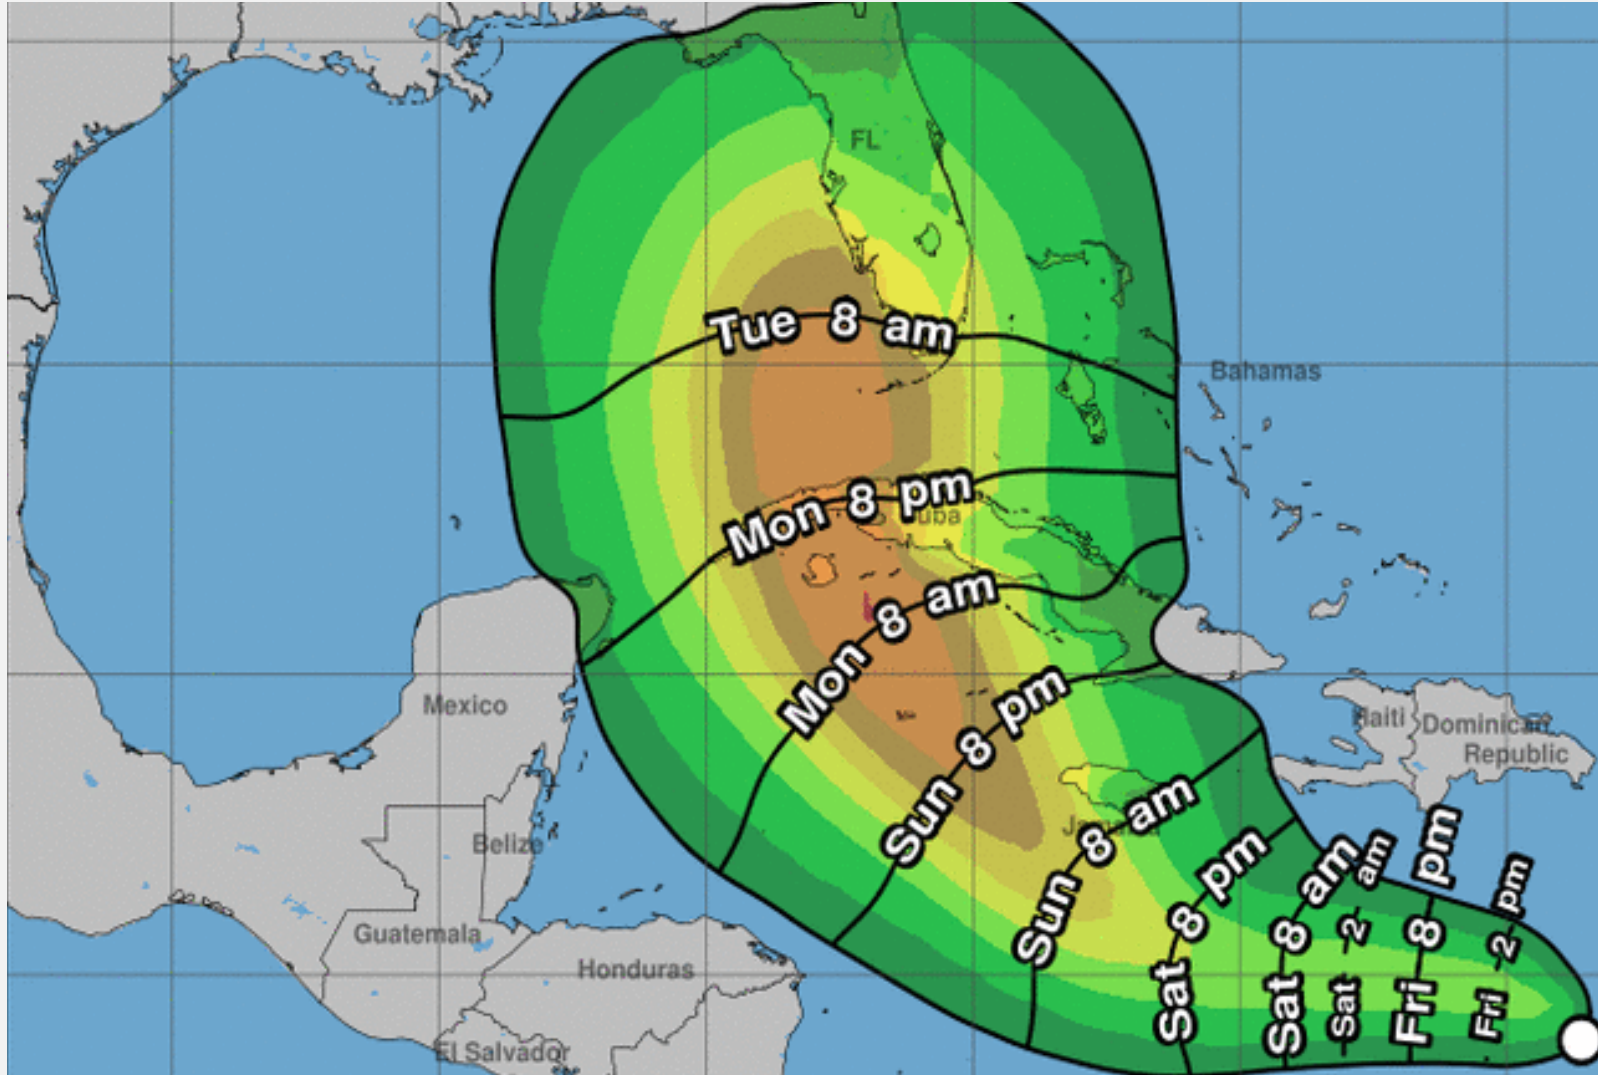 FL
Tue 8 am
Bahamas
Mon 8 pm
Cuba
Mon 8 am
Sun 8 pm
Mexico
Haiti
Dominican
Republic
Jamaica
Sun 8 am
Belize
Sat 8 pm
Sat 8 am
Sat 2 am
Fri 8 pm
Fri 2 pm
Guatemala
Honduras
El Salvador